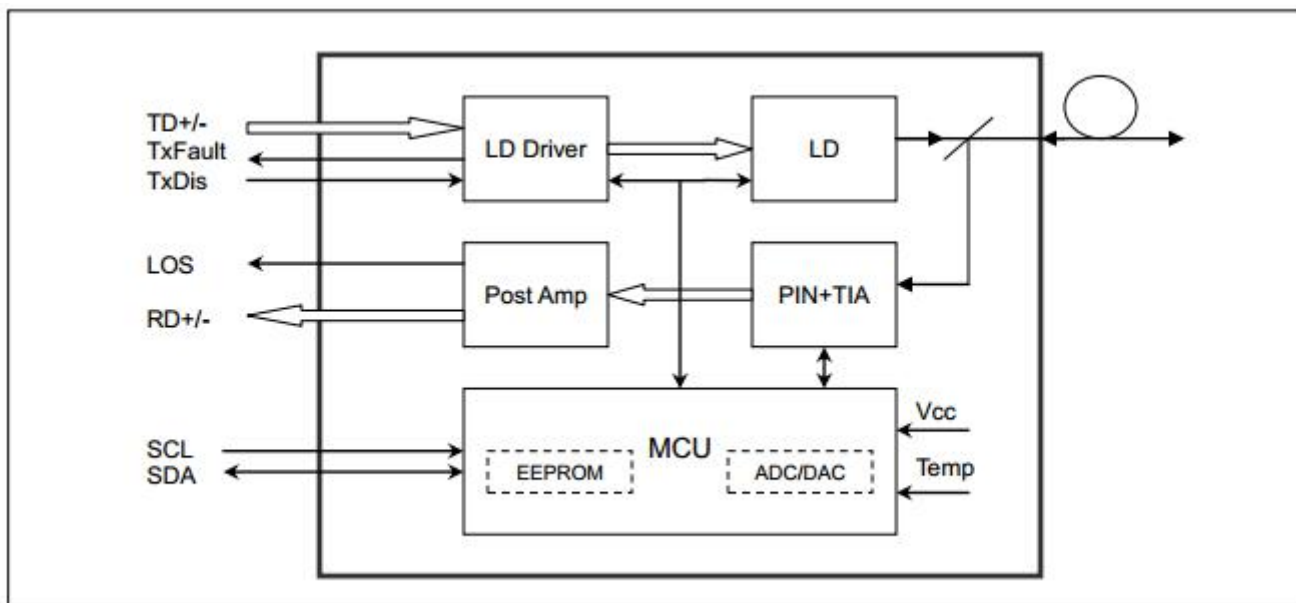 TD+/-
TxFault
TxDis
LD Driver
LD
LOS
RD+/-
Post Amp
PIN+TIA
SCL
SDA
MCU
EEPROM
ADC/DAC
Vcc
Temp